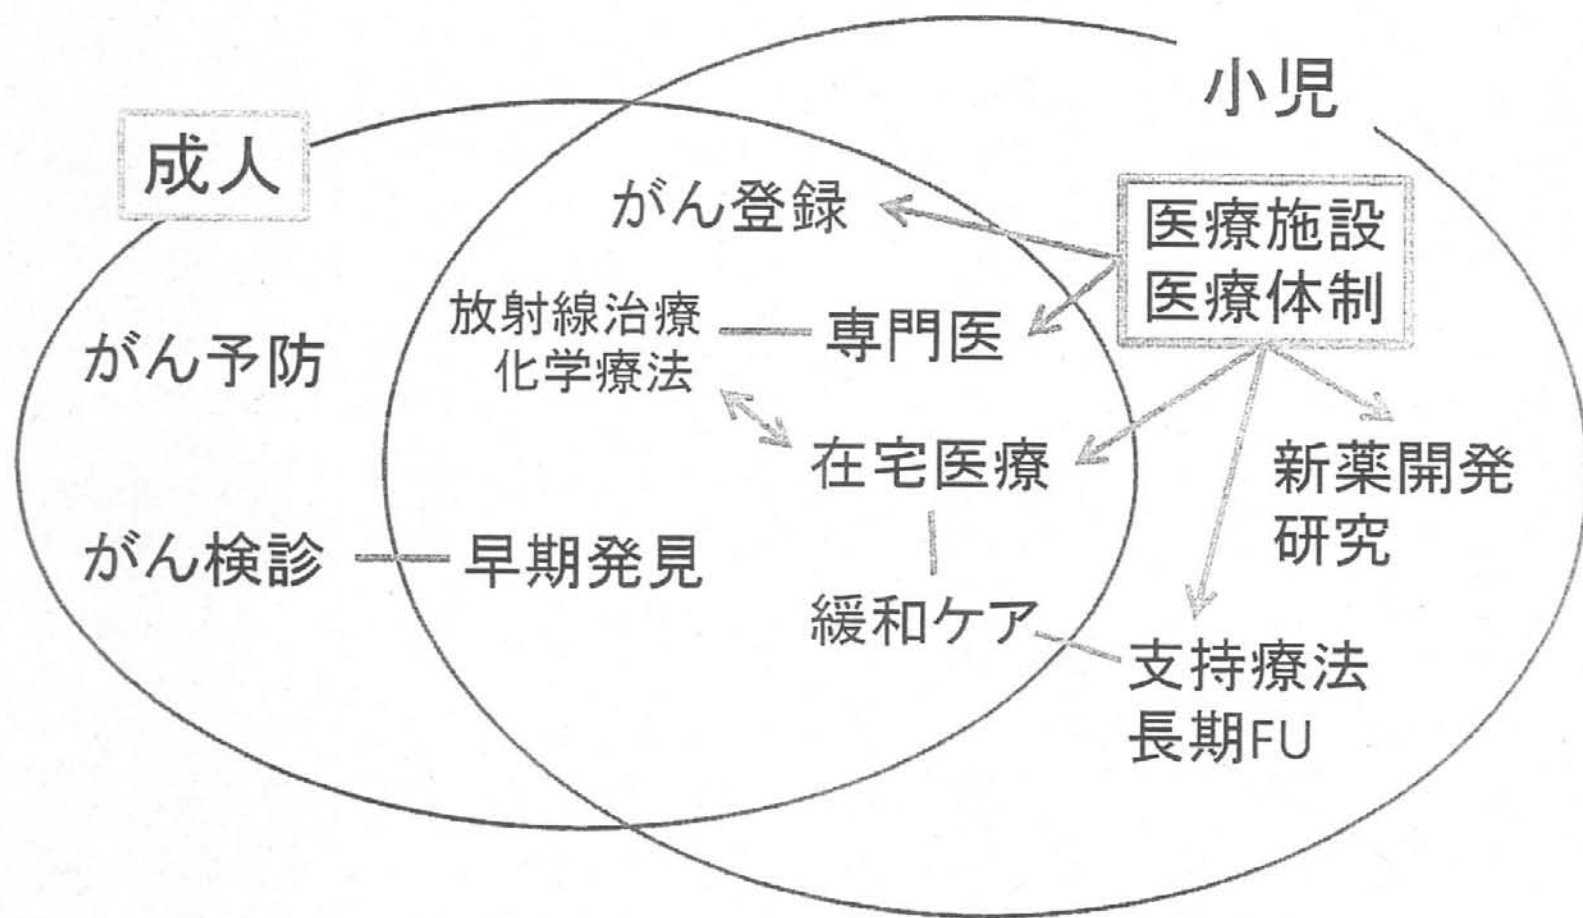 小児
成人
がん登録
医療施設
医療体制
放射線治療
化学療法
専門医
がん予防
在宅医療
新薬開発
研究
がん検診
早期発見
緩和ケア
支持療法
長期FU